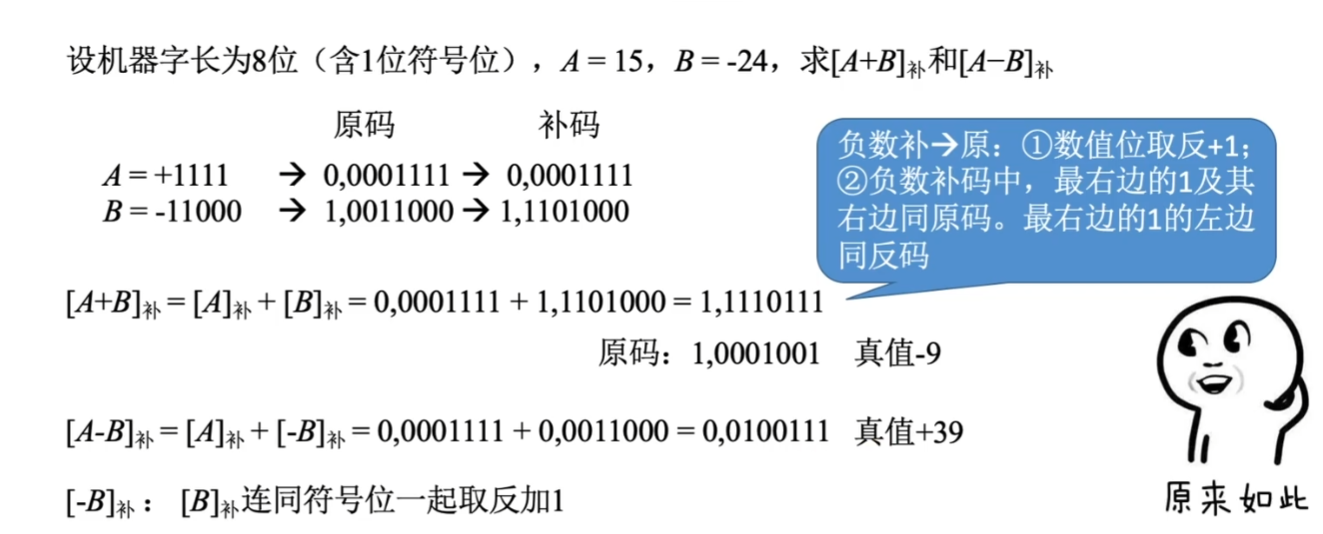 设机器字长为8位（含1位符号位），A = 15，B = -24，求[A+B]补和[A−B]补
原码 补码
A = +1111 → 0,0001111 → 0,0001111
B = -11000 → 1,0011000 → 1,1101000
负数补→原：①数值位取反+1；
②负数补码中，最右边的1及其
右边同原码。最右边的1的左边
同反码
[A+B]补 = [A]补 + [B]补 = 0,0001111 + 1,1101000 = 1,1110111
原码：1,0001001 真值-9
[A-B]补 = [A]补 + [-B]补 = 0,0001111 + 0,0011000 = 0,0100111 真值+39
[-B]补： [B]补连同符号位一起取反加1
原来如此